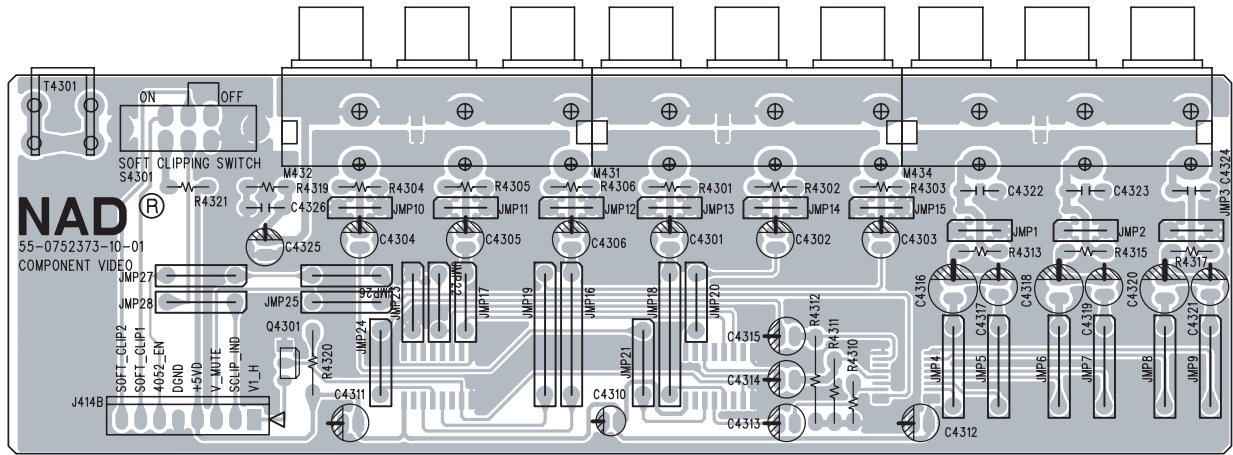 T4301
ON
OFF
SOFT CLIPPING SWITCH
S4301
R4321
M432
R4319
C4326
C4325
R4304
JMP10
C4304
R4305
JMP11
C4305
M431
R4306
JMP12
C4306
R4301
JMP13
C4301
R4302
JMP14
C4302
M434
R4303
JMP15
C4303
C4322
JMP1
R4313
C4323
JMP2
R4315
C4324
JMP3
R4317
NAD®
55-0752373-10-01
COMPONENT VIDEO
JMP27
JMP28
JMP26
JMP25
JMP23
JMP22
JMP17
JMP19
JMP16
JMP18
JMP20
C4316
C4317
C4318
C4319
C4320
C4321
Q4301
R4320
JMP24
JMP21
C4315
C4314
C4313
R4312
R4311
R4310
JMP4
JMP5
JMP6
JMP7
JMP8
JMP9
SOFT_CLIP2
SOFT_CLIP1
4052_EN
DGND
+5VD
V_MUTE
SCLIP_IND
V1_H
J414B
C4311
C4310
C4312